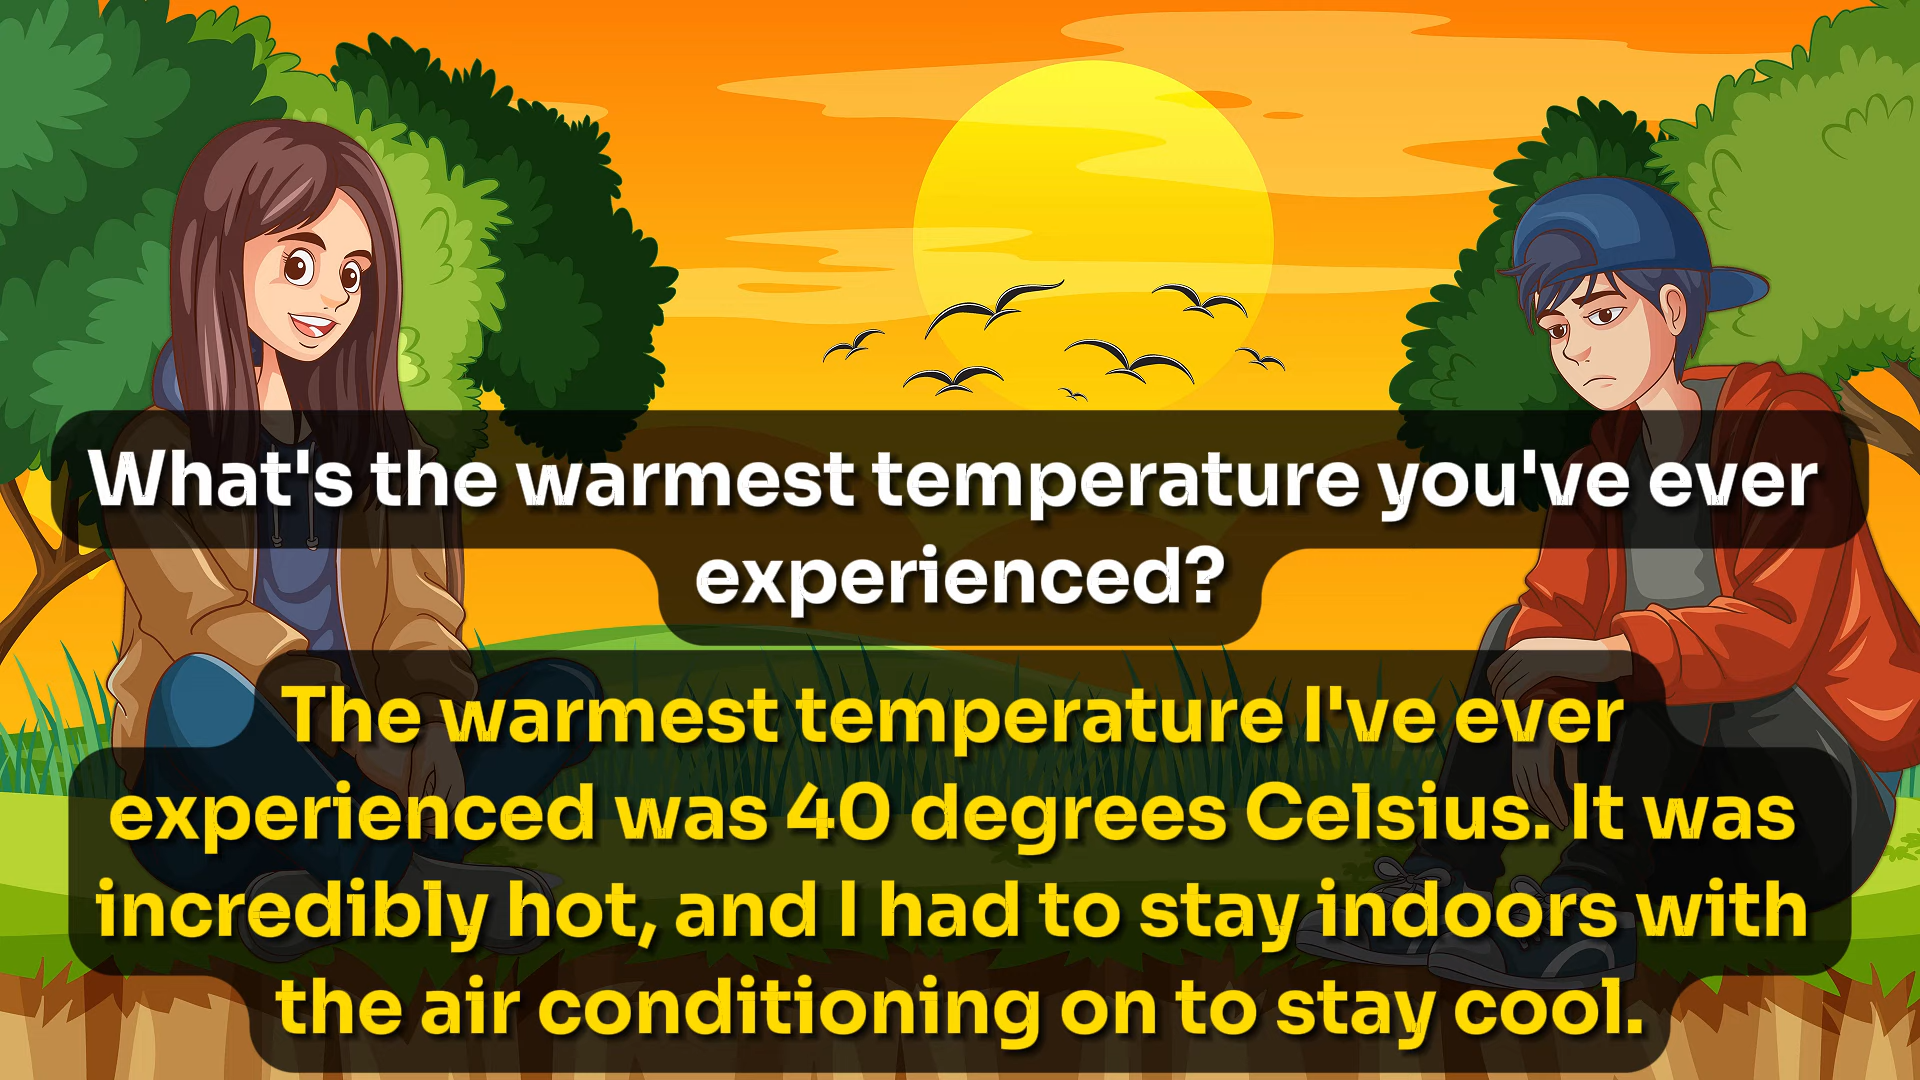 What's the warmest temperature you've ever
experienced?
The warmest temperature I've ever
experienced was 40 degrees Celsius. It was
incredibly hot, and I had to stay indoors with
the air conditioning on to stay cool.